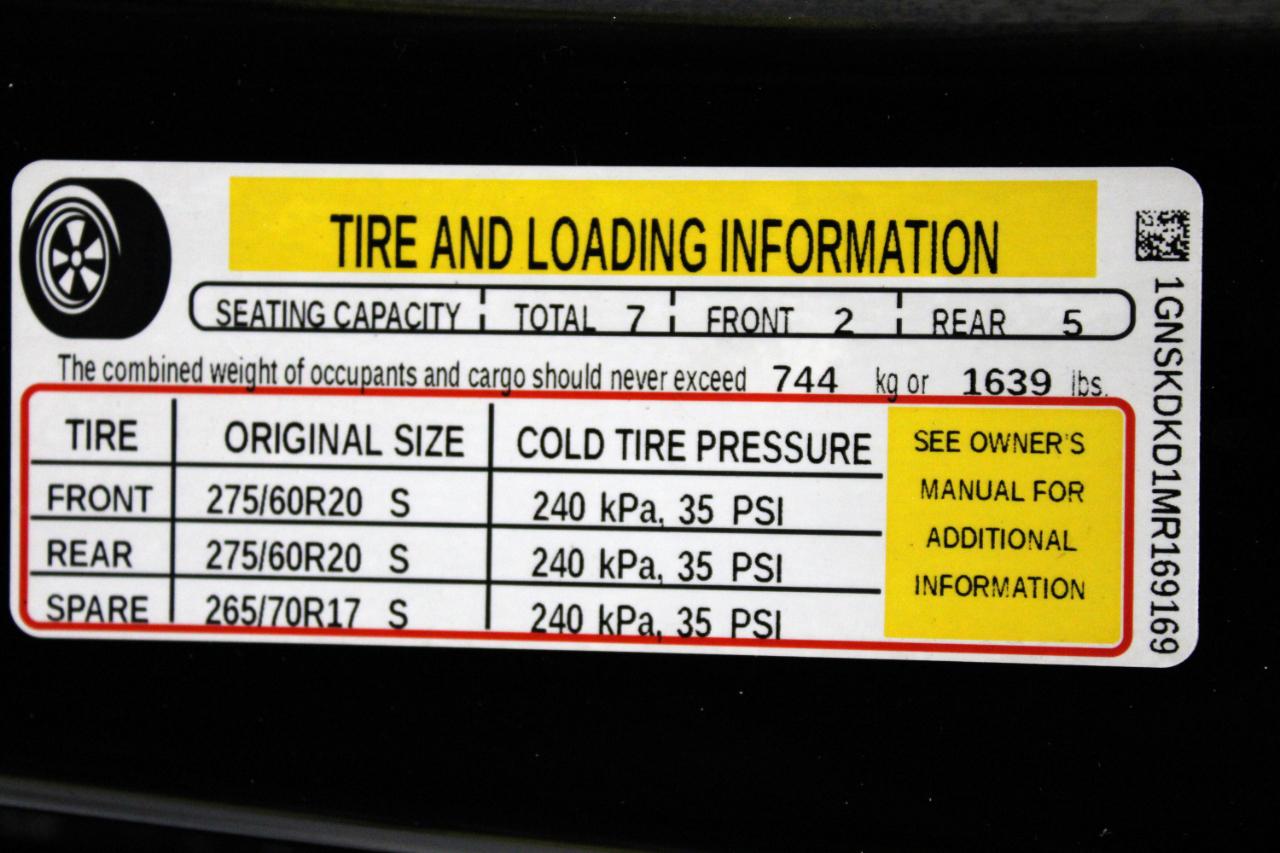 TIRE AND LOADING INFORMATION
SEATING CAPACITY TOTAL 7 FRONT 2 REAR 5
The combined weight of occupants and cargo should never exceed 744 kg or 1639 lbs.
TIRE ORIGINAL SIZE COLD TIRE PRESSURE
FRONT 275/60R20 S 240 kPa, 35 PSI
REAR 275/60R20 S 240 kPa, 35 PSI
SPARE 265/70R17 S 240 kPa, 35 PSI
SEE OWNER'S
MANUAL FOR
ADDITIONAL
INFORMATION
1GNSKDKD1MR169169